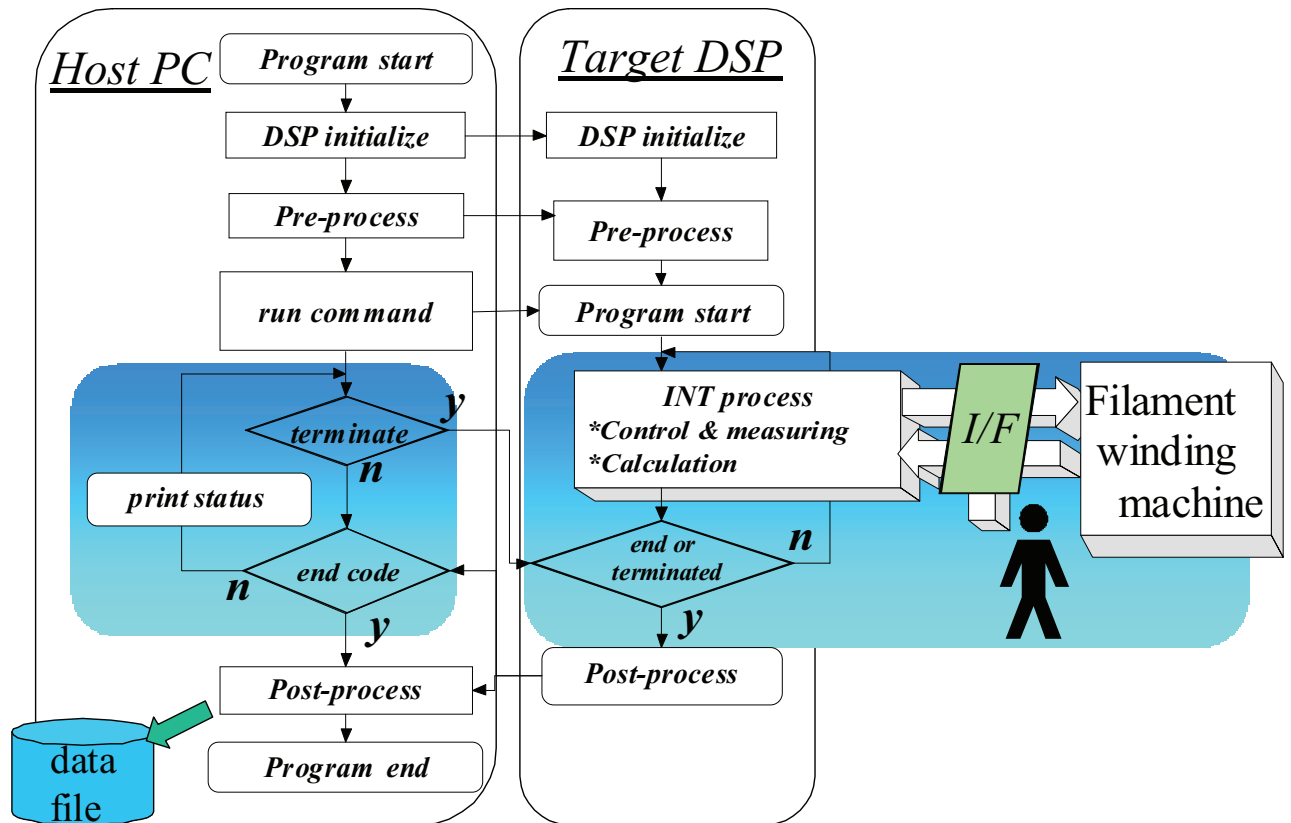 Host PC
Program start
DSP initialize
Pre-process
run command
terminate
y
n
print status
end code
n
y
Post-process
Program end
data
file
Target DSP
DSP initialize
Pre-process
Program start
INT process
*Control & measuring
*Calculation
end or
terminated
n
y
Post-process
I/F
Filament
winding
machine